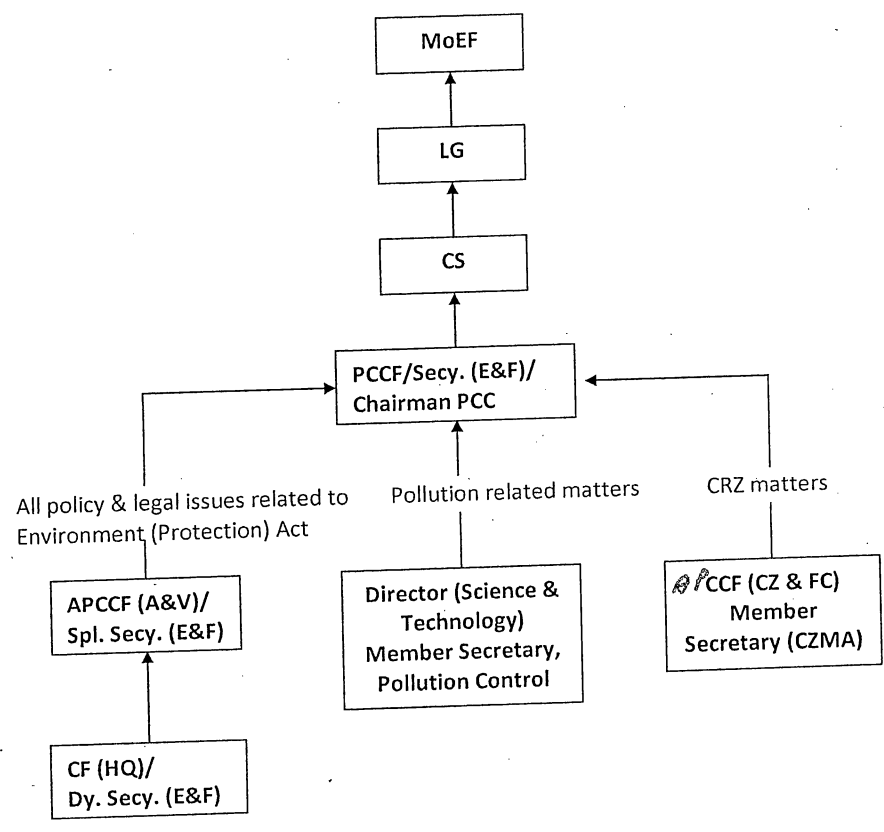 MoEF
LG
CS
PCCF/Secy. (E&F)/
Chairman PCC
All policy & legal issues related to
Environment (Protection) Act
Pollution related matters
CRZ matters
APCCF (A&V)/
Spl. Secy. (E&F)
Director (Science &
Technology)
Member Secretary,
Pollution Control
APCCF (CZ & FC)
Member
Secretary (CZMA)
CF (HQ)/
Dy. Secy. (E&F)